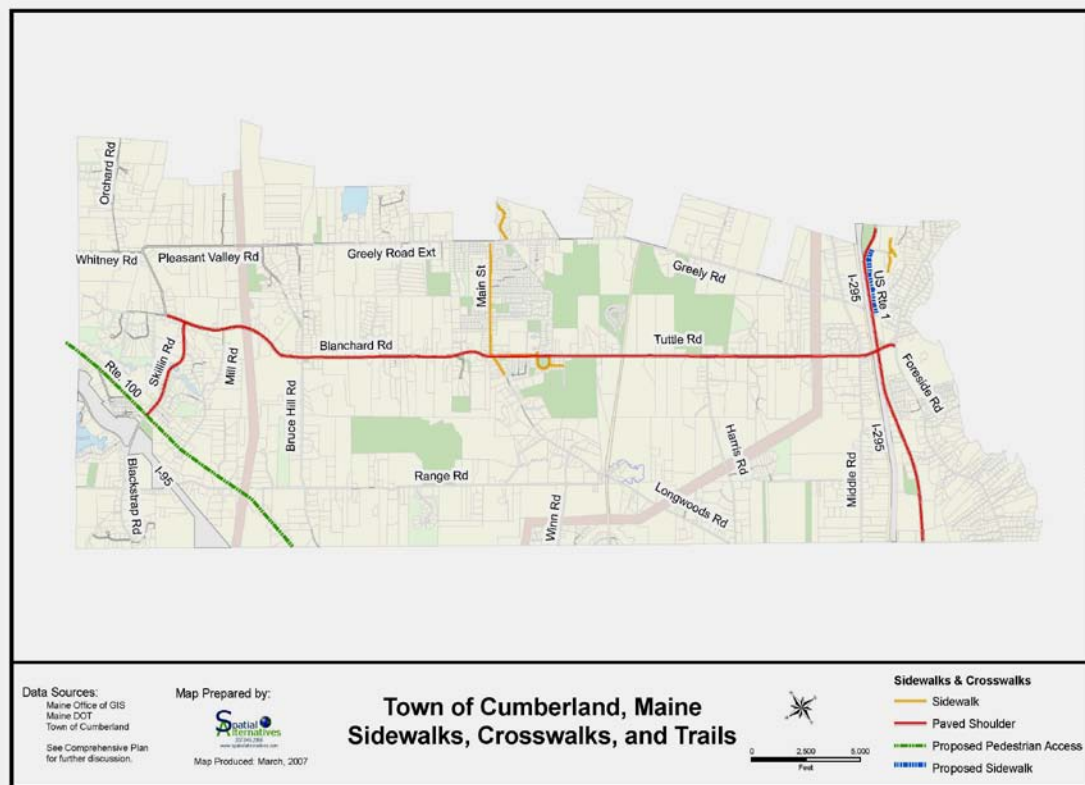 Orchard Rd
Whitney Rd
Pleasant Valley Rd
Greely Road Ext
Main St
Greely Rd
I-295
US Rte 1
Skillin Rd
Mill Rd
Blanchard Rd
Tuttle Rd
Foreside Rd
Rte. 100
Bruce Hill Rd
I-95
Blackstrap Rd
Range Rd
Winn Rd
Longwoods Rd
Harris Rd
Middle Rd
I-295
Data Sources:
Maine Office of GIS
Maine DOT
Town of Cumberland
See Comprehensive Plan
for further discussion.
Map Prepared by:
Spatial
Alternatives
www.spatialalternatives.com
Map Produced: March, 2007
Town of Cumberland, Maine
Sidewalks, Crosswalks, and Trails
0 2,500 5,000
Feet
Sidewalks & Crosswalks
Sidewalk
Paved Shoulder
Proposed Pedestrian Access
Proposed Sidewalk